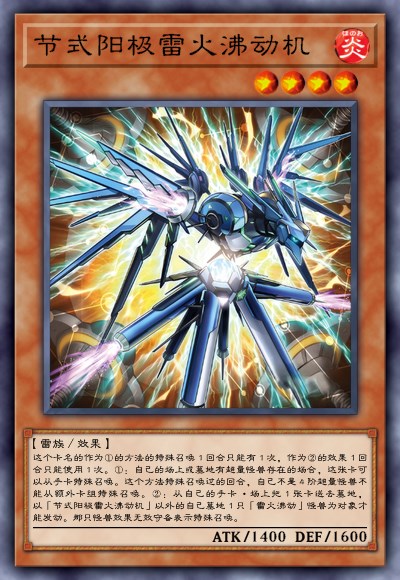 节式阳极雷火沸动机
炎
ほのお
【雷族/效果】
这个卡名的作为①的方法的特殊召唤1回合只能有1次，作为②的效果1回
合只能使用1次。①：自己的场上或墓地有超量怪兽存在的场合，这张卡可
以从手卡特殊召唤。这个方法特殊召唤过的回合，自己不是4阶超量怪兽不
能从额外卡组特殊召唤。②：从自己的手卡·场上把1张卡送去墓地，
以「节式阳极雷火沸动机」以外的自己墓地1只「雷火沸动」怪兽为对象才
能发动。那只怪兽效果无效守备表示特殊召唤。
ATK/1400 DEF/1600